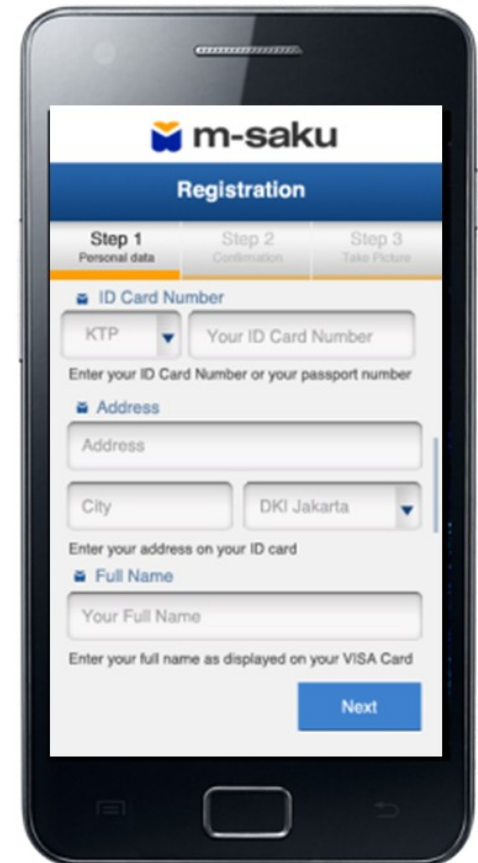 m-saku
Registration
Step 1 Step 2 Step 3
Personal data Confirmation Take Picture
ID Card Number
KTP Your ID Card Number
Enter your ID Card Number or your passport number
Address
Address
City DKI Jakarta
Enter your address on your ID card
Full Name
Your Full Name
Enter your full name as displayed on your VISA Card
Next